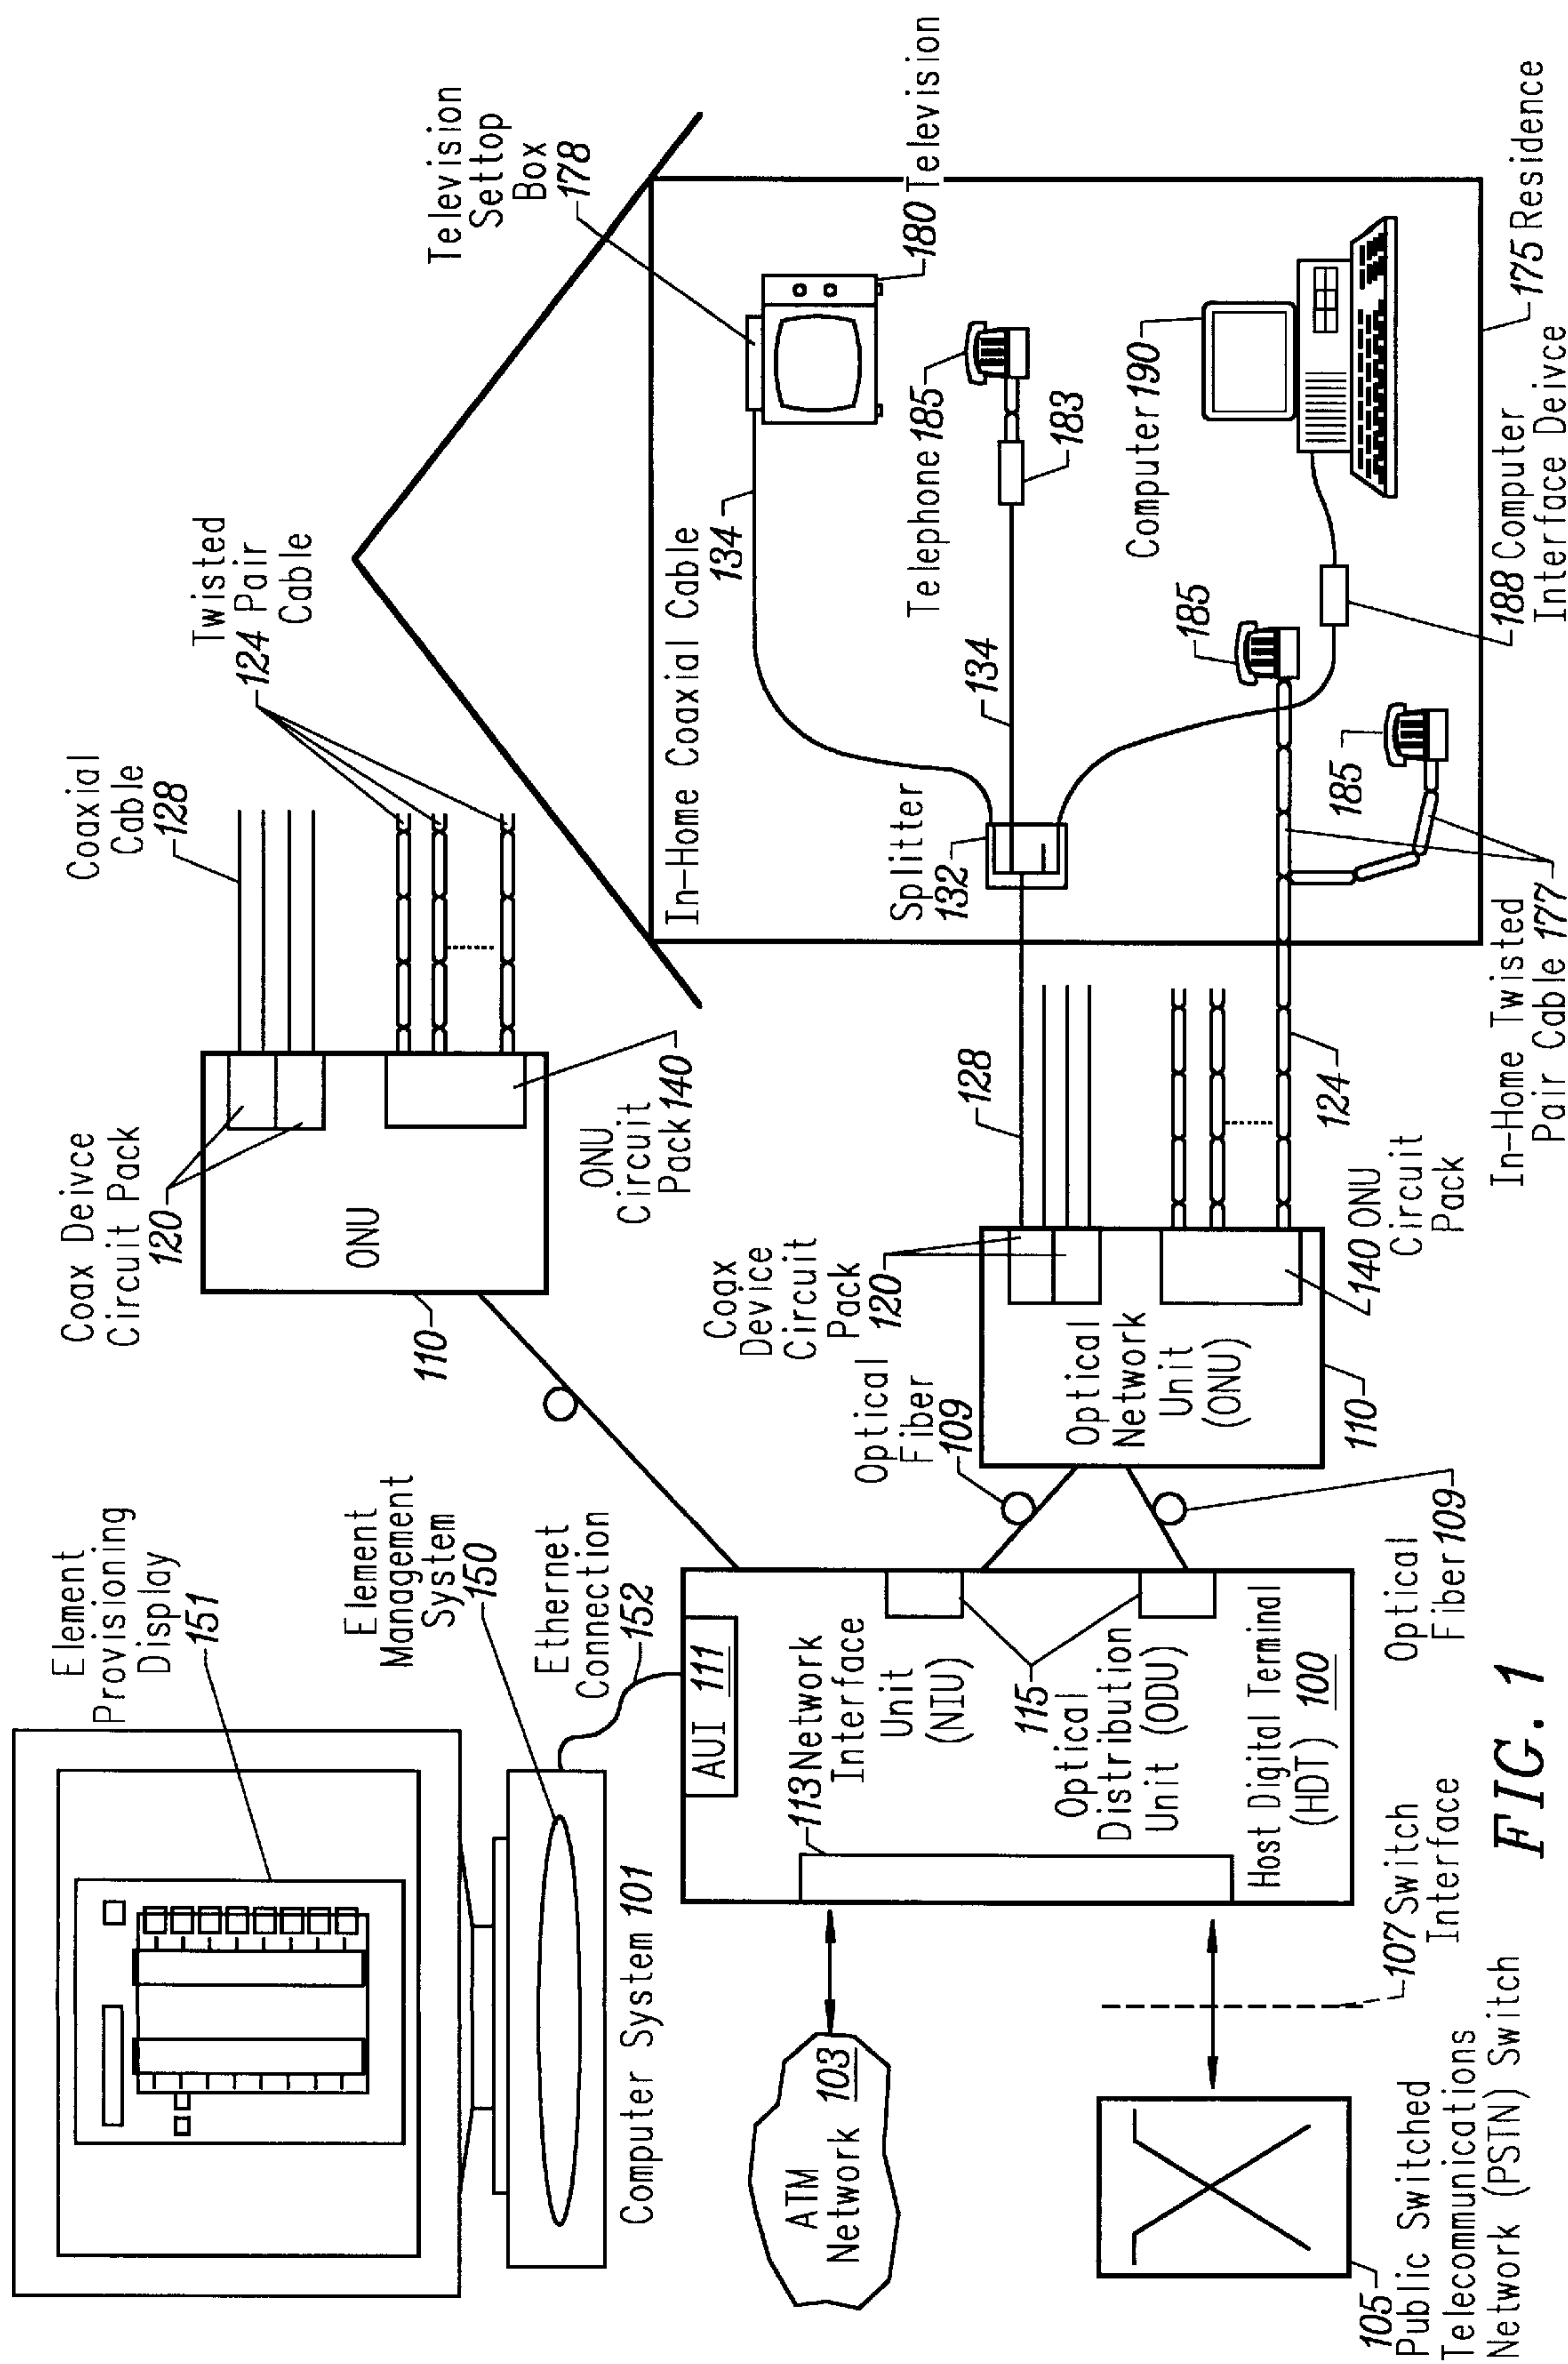 Element
Provisioning
Display
151
Element
Management
System
150
Ethernet
Connection
152
Computer System 101
AUI 111
113 Network
Interface
Unit
(NIU)
115
Optical
Distribution
Unit (ODU)
Host Digital Terminal
(HDT) 100
ATM
Network 103
107 Switch
Interface
105
Public Switched
Telecommunications
Network (PSTN) Switch
Coax Deivce
Circuit Pack
120
ONU
110
ONU
Circuit
Pack 140
Coaxial
Cable
128
Twisted
124 Pair
Cable
Optical
Fiber
109
Optical
Fiber 109
Coax
Device
Circuit
Pack
120
Optical
Network
Unit
(ONU)
110
140 ONU
Circuit
Pack
128
124
In-Home Twisted
Pair Cable 177
Television
Settop
Box
178
In-Home Coaxial Cable
134
180 Television
Splitter
132
134
Telephone 185
183
Computer 190
185
185
188 Computer
Interface Deivce
175 Residence
FIG. 1